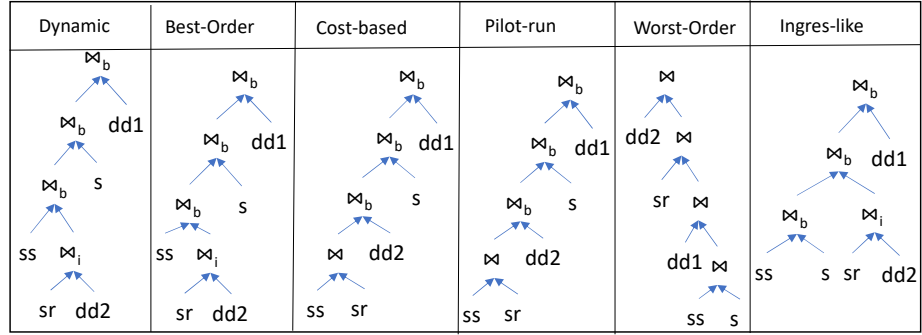 Dynamic Best-Order Cost-based Pilot-run Worst-Order Ingres-like
⋈b ⋈b ⋈b ⋈b ⋈ ⋈b
⋈b dd1 ⋈b dd1 ⋈b dd1 ⋈b dd1 dd2 ⋈ ⋈b dd1
⋈b s ⋈b s ⋈b s ⋈b s sr ⋈ ⋈b ⋈i
ss ⋈i ss ⋈i ⋈ dd2 ⋈ dd2 dd1 ⋈ ss s sr dd2
sr dd2 sr dd2 ss sr ss sr ss s